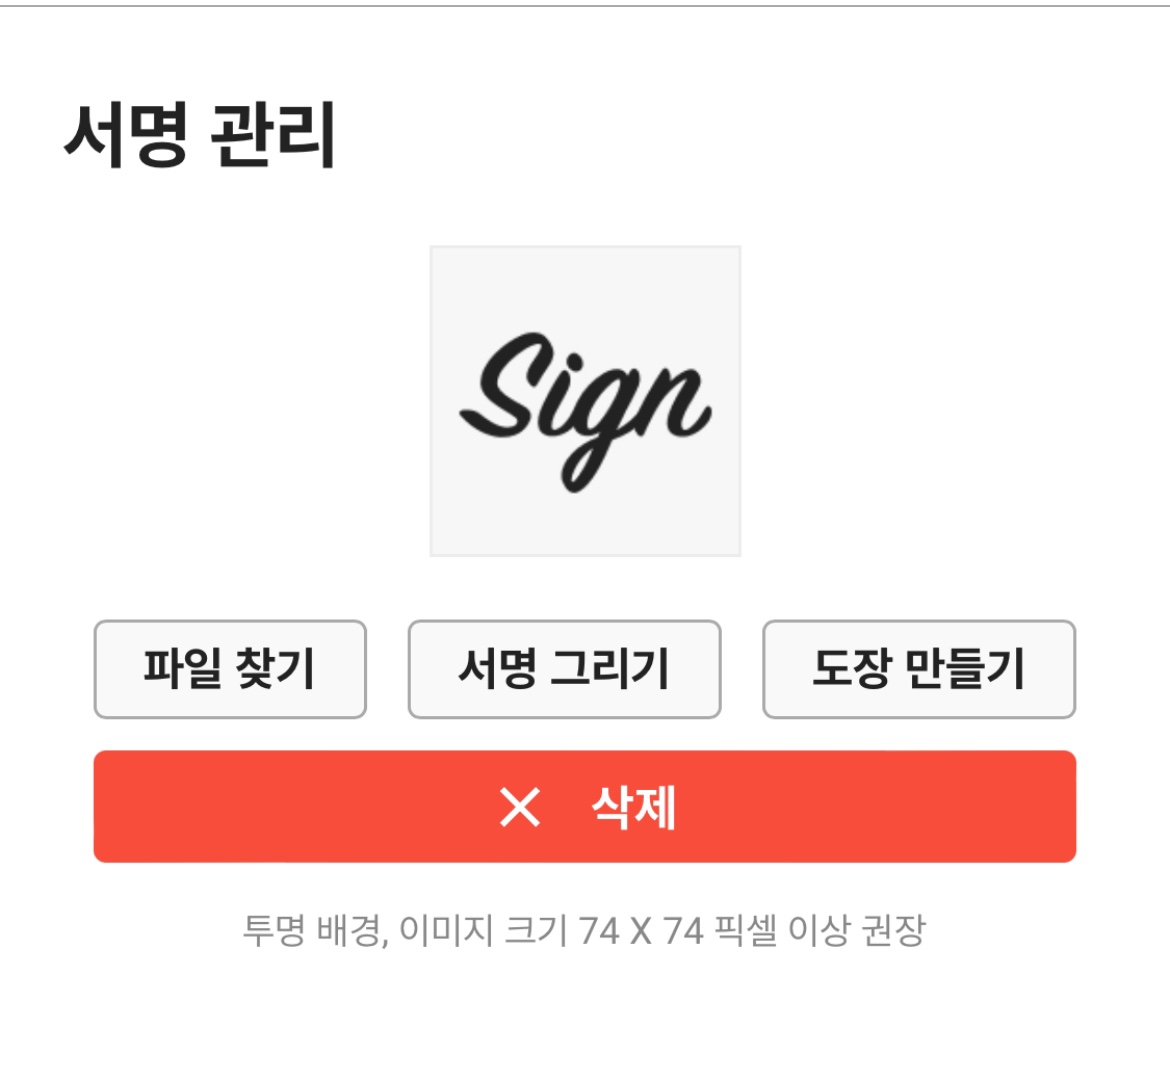 서명 관리
Sign
파일 찾기 서명 그리기 도장 만들기
× 삭제
투명 배경, 이미지 크기 74 X 74 픽셀 이상 권장